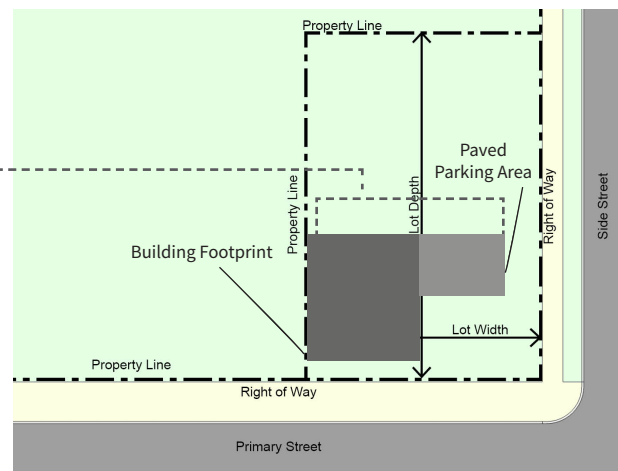 Property Line
Paved
Parking Area
Property Line
Lot Depth
Right of Way
Side Street
Building Footprint
Lot Width
Property Line
Right of Way
Primary Street